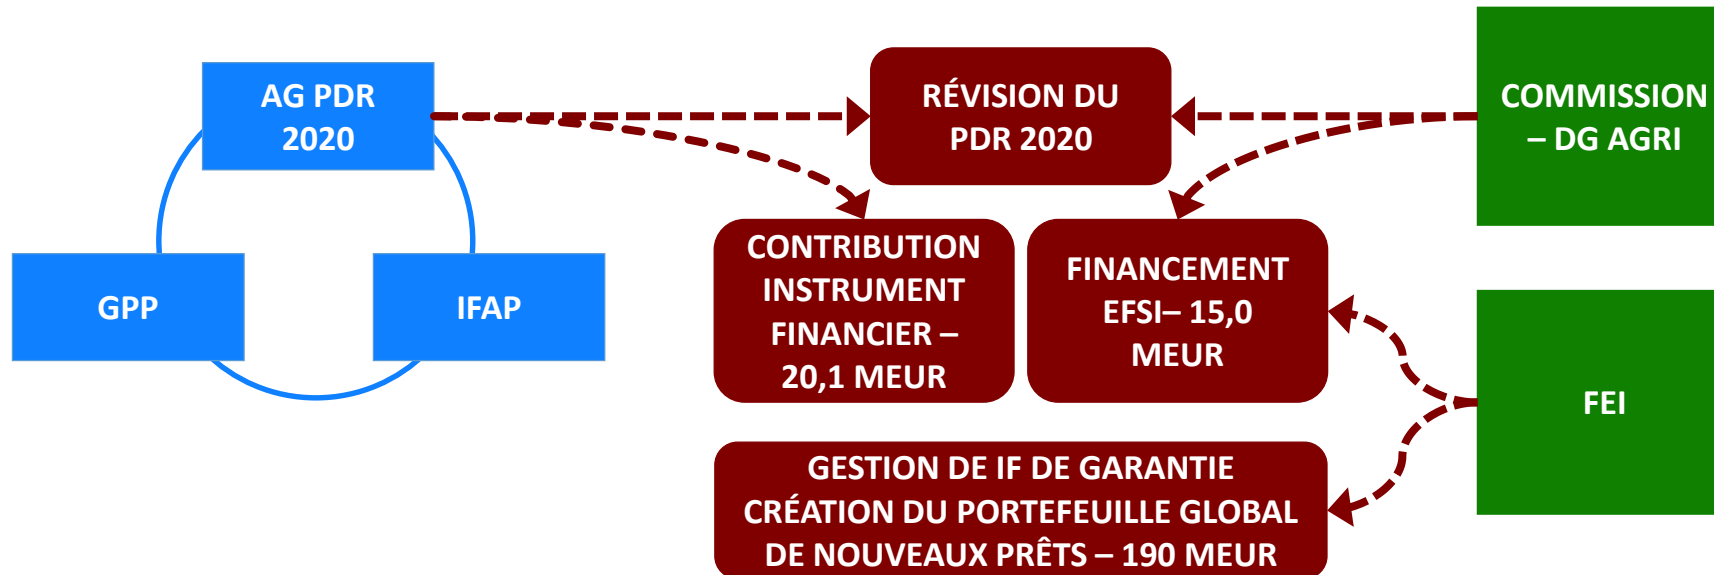 AG PDR
2020
GPP
IFAP
RÉVISION DU
PDR 2020
CONTRIBUTION
INSTRUMENT
FINANCIER –
20,1 MEUR
FINANCEMENT
EFSI– 15,0
MEUR
GESTION DE IF DE GARANTIE
CRÉATION DU PORTEFEUILLE GLOBAL
DE NOUVEAUX PRÊTS – 190 MEUR
COMMISSION
– DG AGRI
FEI